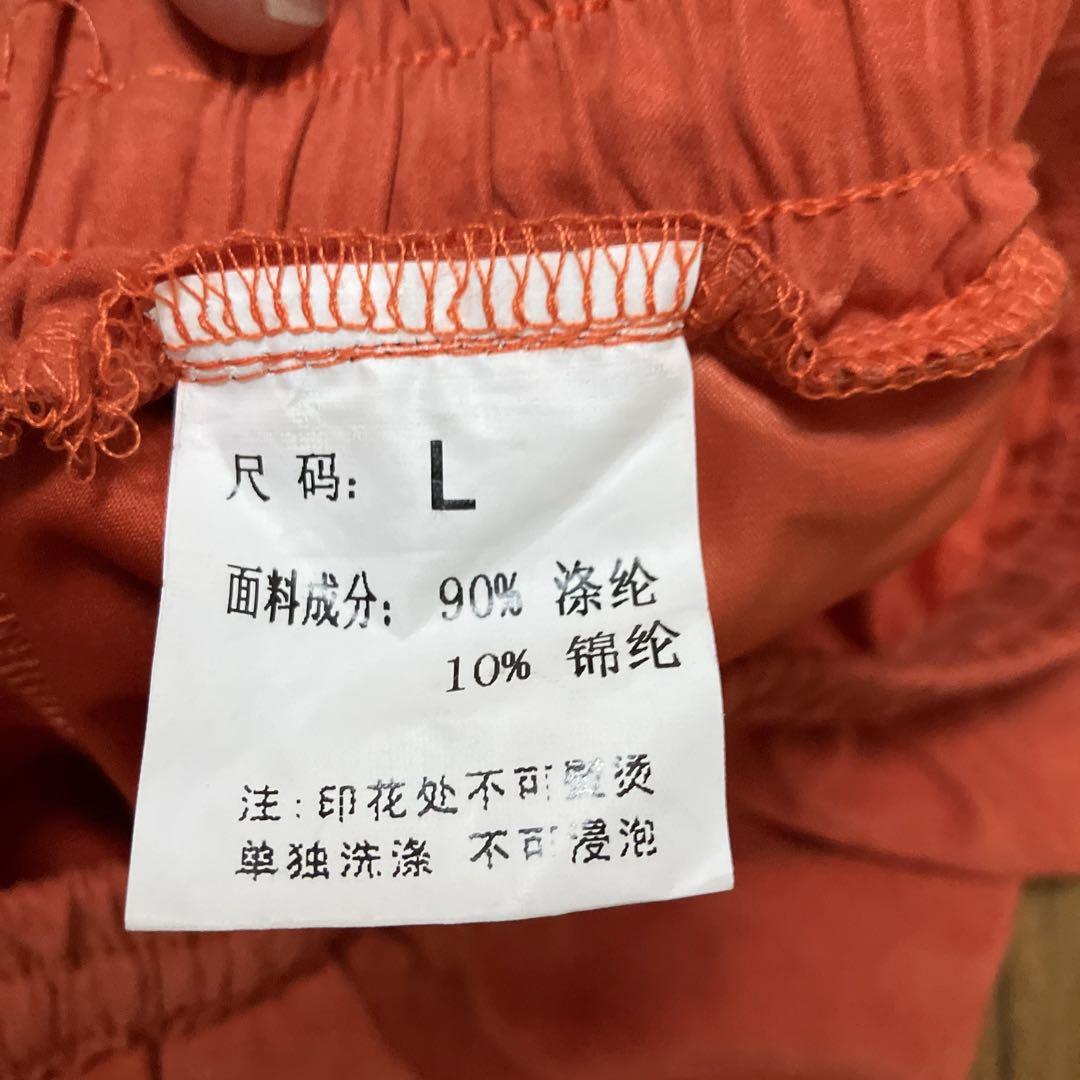 尺码: L
面料成分: 90% 涤纶
10% 锦纶
注:印花处不可熨烫
单独洗涤 不可浸泡